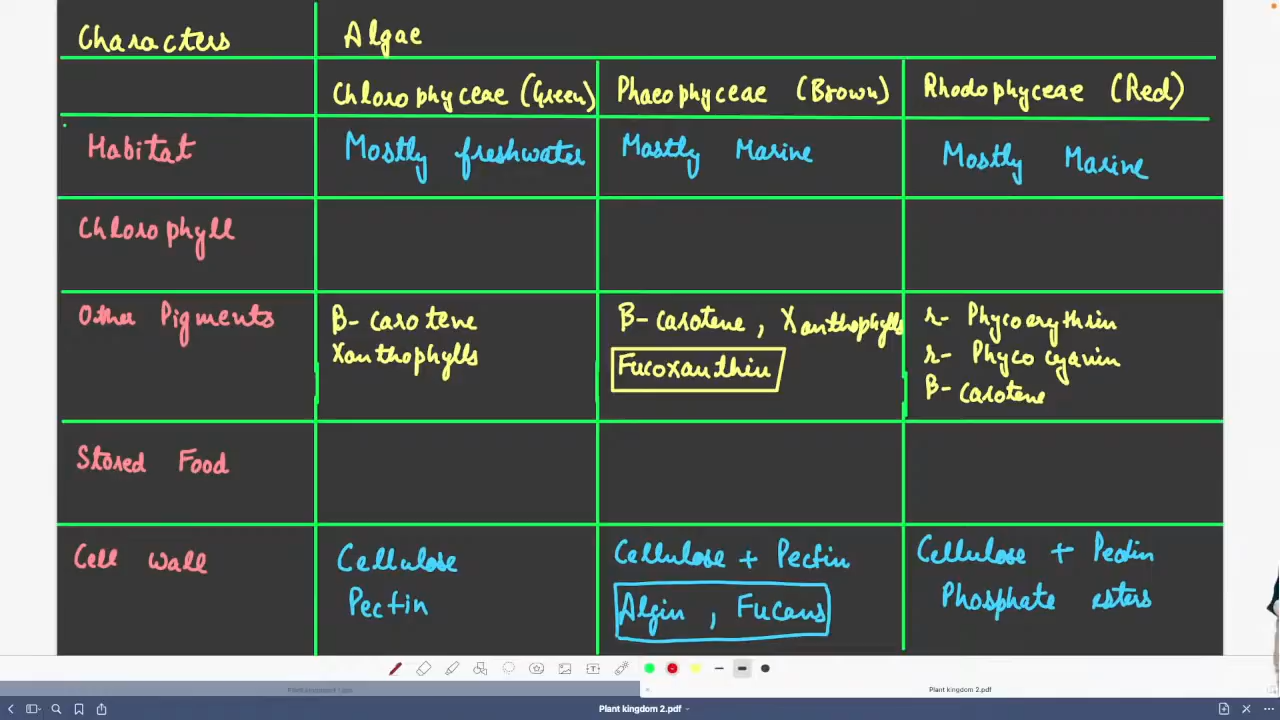 Characters Algae
Chlorophyceae (Green) Phaeophyceae (Brown) Rhodophyceae (Red)
Habitat Mostly freshwater Mostly Marine Mostly Marine
Chlorophyll
Other Pigments β- carotene β- carotene, Xanthophylls r- Phycoerythrin
Xanthophylls Fucoxanthin r- Phycocyanin
β- carotene
Stored Food
Cell Wall Cellulose Cellulose + Pectin Cellulose + Pectin
Pectin Algin, Fucans Phosphate esters
Plant kingdom 2.pdf
Plant kingdom 2.pdf